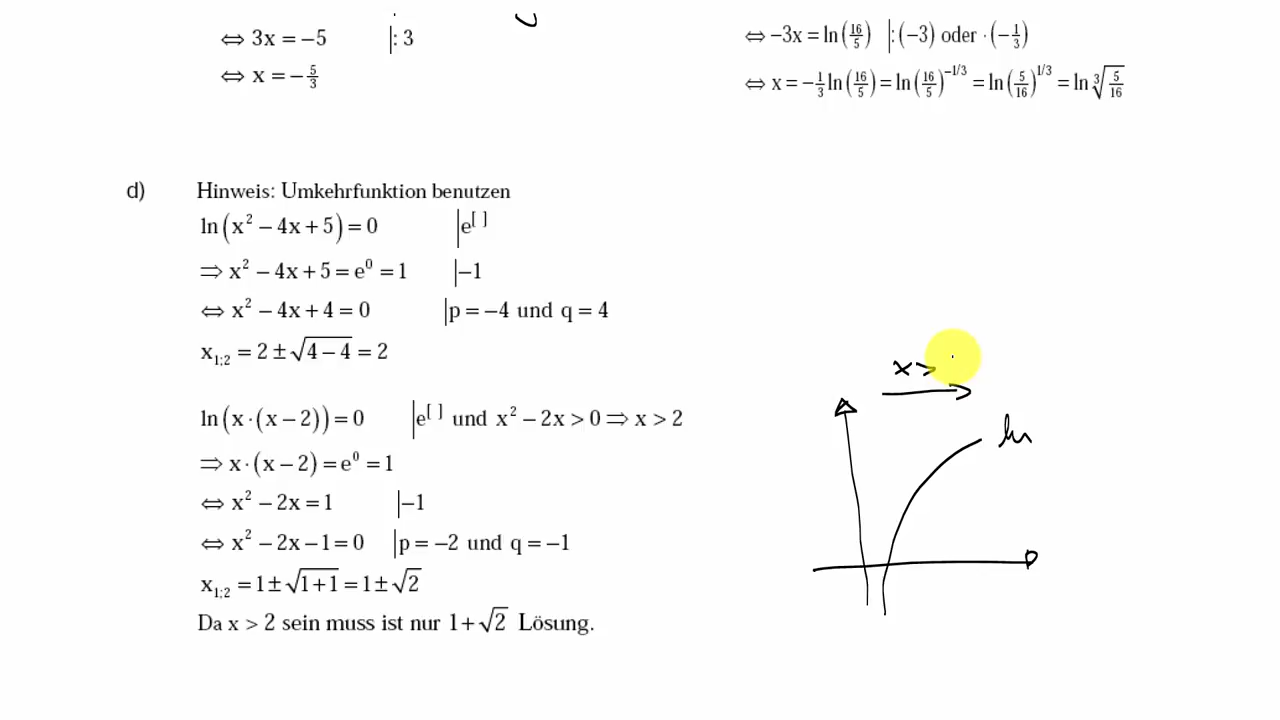 ⇔ 3x = −5   |: 3
⇔ x = −5/3
⇔ −3x = ln(16/5)   |:(−3) oder ·(−1/3)
⇔ x = −1/3 ln(16/5) = ln(16/5)^(−1/3) = ln(5/16)^(1/3) = ln ∛(5/16)
d) Hinweis: Umkehrfunktion benutzen
ln(x² − 4x + 5) = 0   |e^[ ]
⇒ x² − 4x + 5 = e⁰ = 1   |−1
⇔ x² − 4x + 4 = 0   |p = −4 und q = 4
x₁;₂ = 2 ± √(4 − 4) = 2
ln(x·(x − 2)) = 0   |e^[ ] und x² − 2x > 0 ⇒ x > 2
⇒ x·(x − 2) = e⁰ = 1
⇔ x² − 2x = 1   |−1
⇔ x² − 2x − 1 = 0   |p = −2 und q = −1
x₁;₂ = 1 ± √(1 + 1) = 1 ± √2
Da x > 2 sein muss ist nur 1 + √2 Lösung.
x >
ln